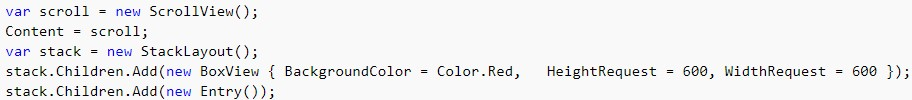 var scroll = new ScrollView();
Content = scroll;
var stack = new StackLayout();
stack.Children.Add(new BoxView { BackgroundColor = Color.Red,   HeightRequest = 600, WidthRequest = 600 });
stack.Children.Add(new Entry());